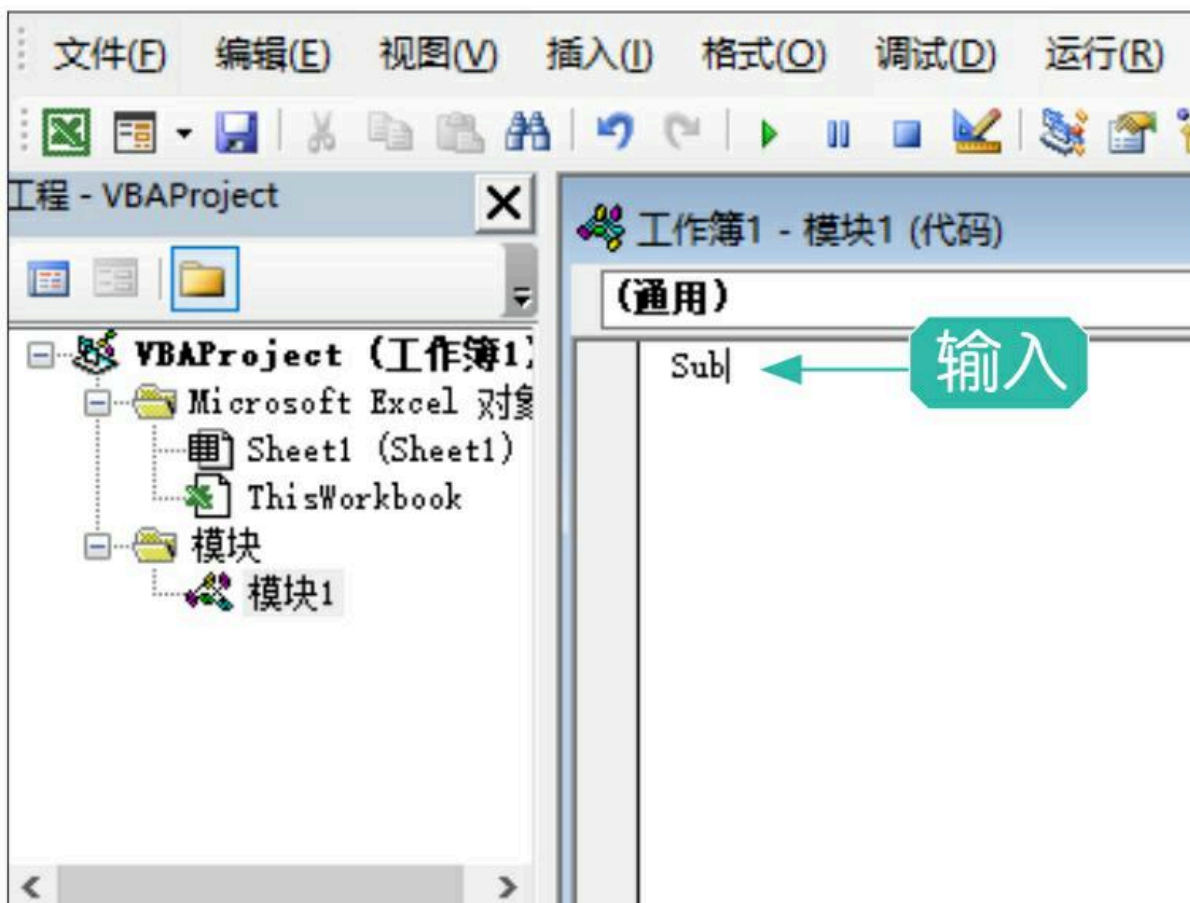 文件(F) 编辑(E) 视图(V) 插入(I) 格式(O) 调试(D) 运行(R)
工程 - VBAProject
VBAProject (工作簿1)
Microsoft Excel 对象
Sheet1 (Sheet1)
ThisWorkbook
模块
模块1
工作簿1 - 模块1 (代码)
(通用)
Sub
输入